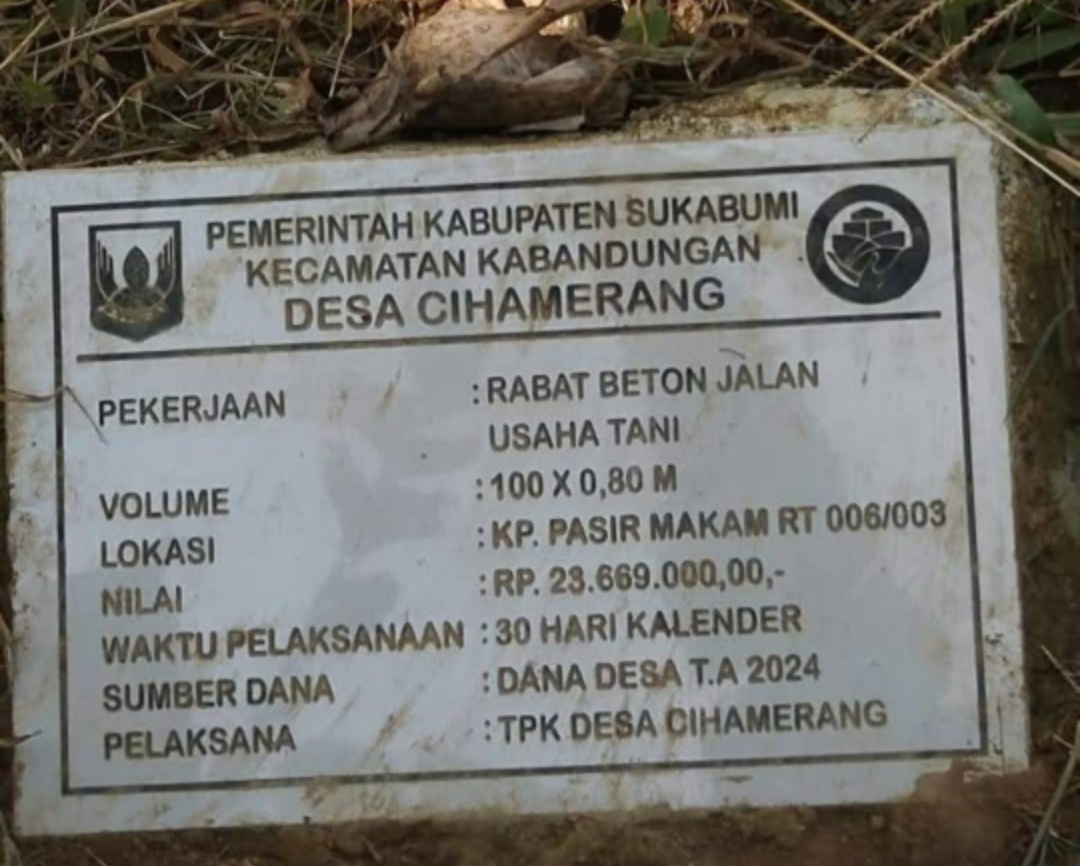 PEMERINTAH KABUPATEN SUKABUMI
KECAMATAN KABANDUNGAN
DESA CIHAMERANG
PEKERJAAN : RABAT BETON JALAN
USAHA TANI
VOLUME : 100 X 0,80 M
LOKASI : KP. PASIR MAKAM RT 006/003
NILAI : RP. 23.669.000,00,-
WAKTU PELAKSANAAN : 30 HARI KALENDER
SUMBER DANA : DANA DESA T.A 2024
PELAKSANA : TPK DESA CIHAMERANG